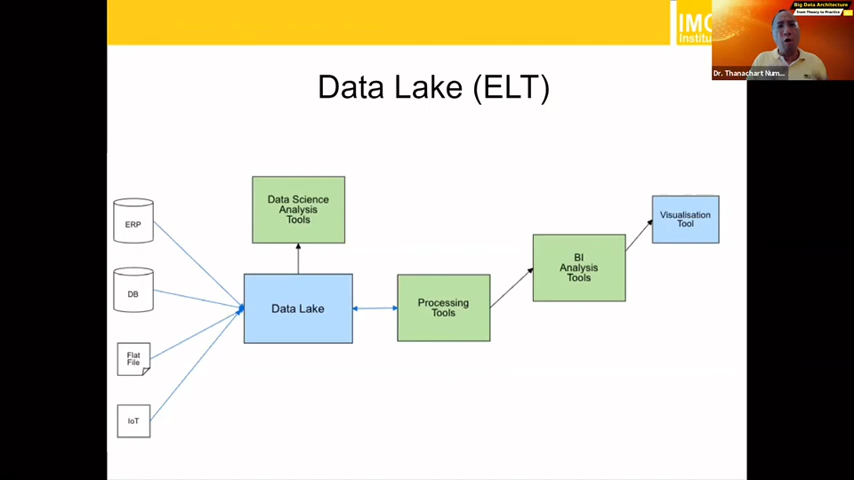 IMC
Institu
Big Data Architecture
From Theory to Practice
Dr. Thanachart Num...
Data Lake (ELT)
ERP
DB
Flat
File
IoT
Data Science
Analysis
Tools
Data Lake
Processing
Tools
BI
Analysis
Tools
Visualisation
Tool